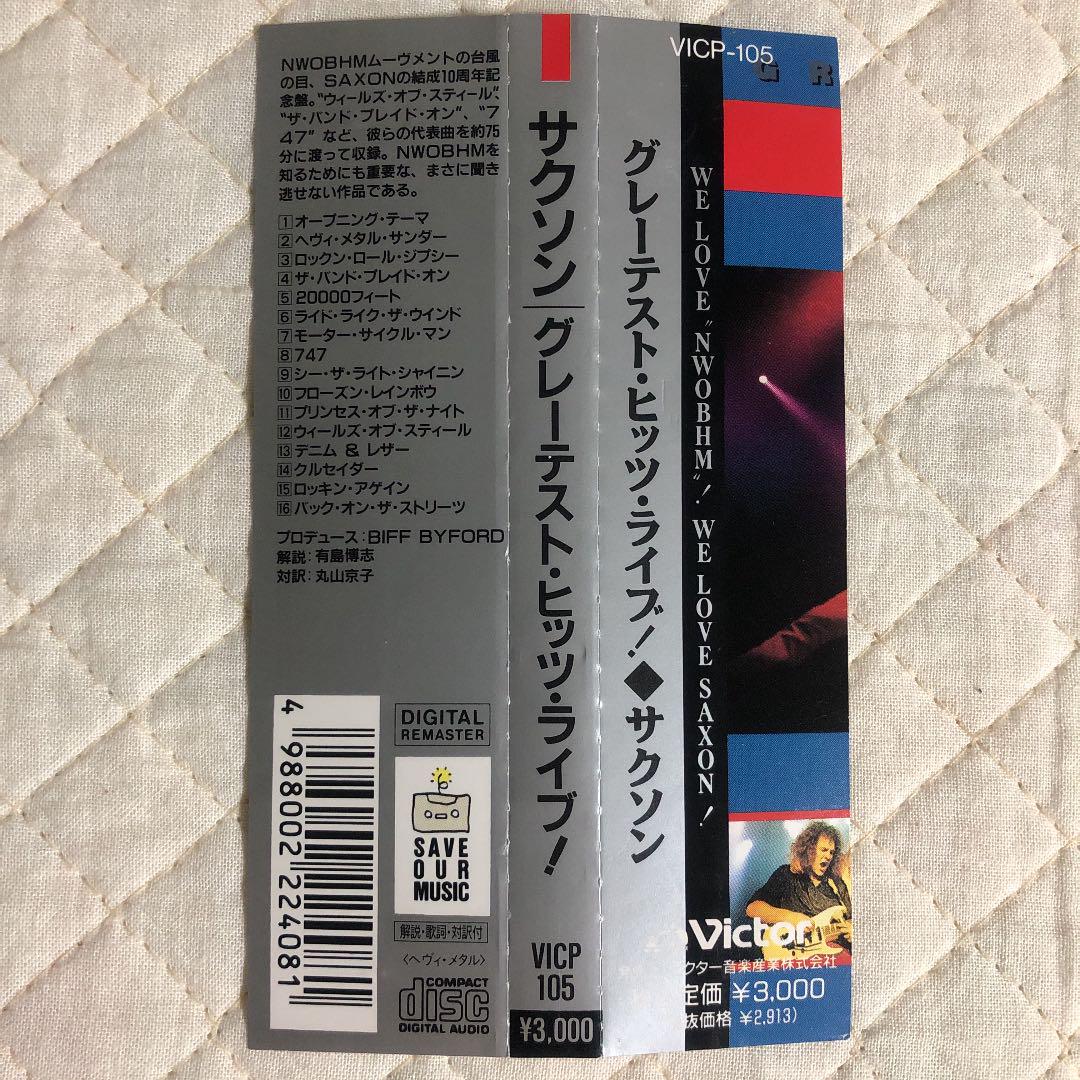 NWOBHMムーヴメントの台風
の目、SAXONの結成10周年記
念盤。“ウィールズ・オブ・スティール”、
“ザ・バンド・プレイド・オン”、“7
47”など、彼らの代表曲を約75
分に渡って収録。NWOBHMを
知るためにも重要な、まさに聞き
逃せない作品である。
1 オープニング・テーマ
2 ヘヴィ・メタル・サンダー
3 ロックン・ロール・ジプシー
4 ザ・バンド・プレイド・オン
5 20000フィート
6 ライド・ライク・ザ・ウインド
7 モーター・サイクル・マン
8 747
9 シー・ザ・ライト・シャイニン
10 フローズン・レインボウ
11 プリンセス・オブ・ザ・ナイト
12 ウィールズ・オブ・スティール
13 デニム & レザー
14 クルセイダー
15 ロッキン・アゲイン
16 バック・オン・ザ・ストリーツ
プロデュース:BIFF BYFORD
解説:有島博志
対訳:丸山京子
4 988002 224081
DIGITAL
REMASTER
SAVE
OUR
MUSIC
解説・歌詞・対訳付
〈ヘヴィ・メタル〉
COMPACT
disc
DIGITAL AUDIO
サクソン/グレーテスト・ヒッツ・ライブ!
VICP
105
¥3,000
グレーテスト・ヒッツ・ライブ!◆サクソン
VICP-105
G R
WE LOVE "NWOBHM"! WE LOVE SAXON!
Victor
クター音楽産業株式会社
定価 ¥3,000
抜価格 ¥2,913)